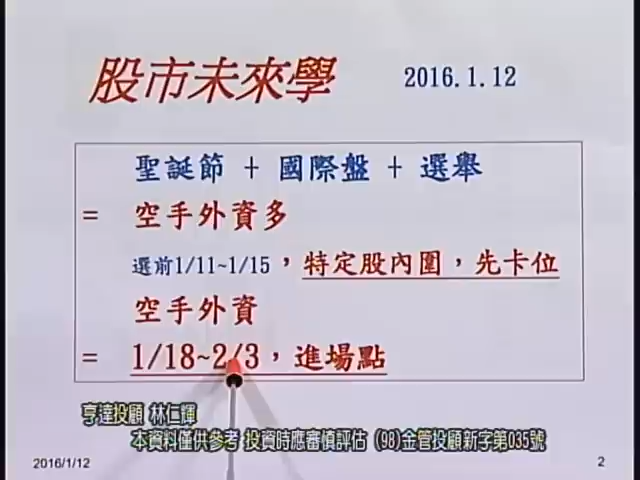 股市未來學 2016.1.12
聖誕節 + 國際盤 + 選舉
= 空手外資多
選前1/11~1/15，特定股內圍，先卡位
空手外資
= 1/18~2/3，進場點
亨達投顧 林仁輝
本資料僅供參考 投資時應審慎評估 (98)金管投顧新字第035號
2016/1/12 2